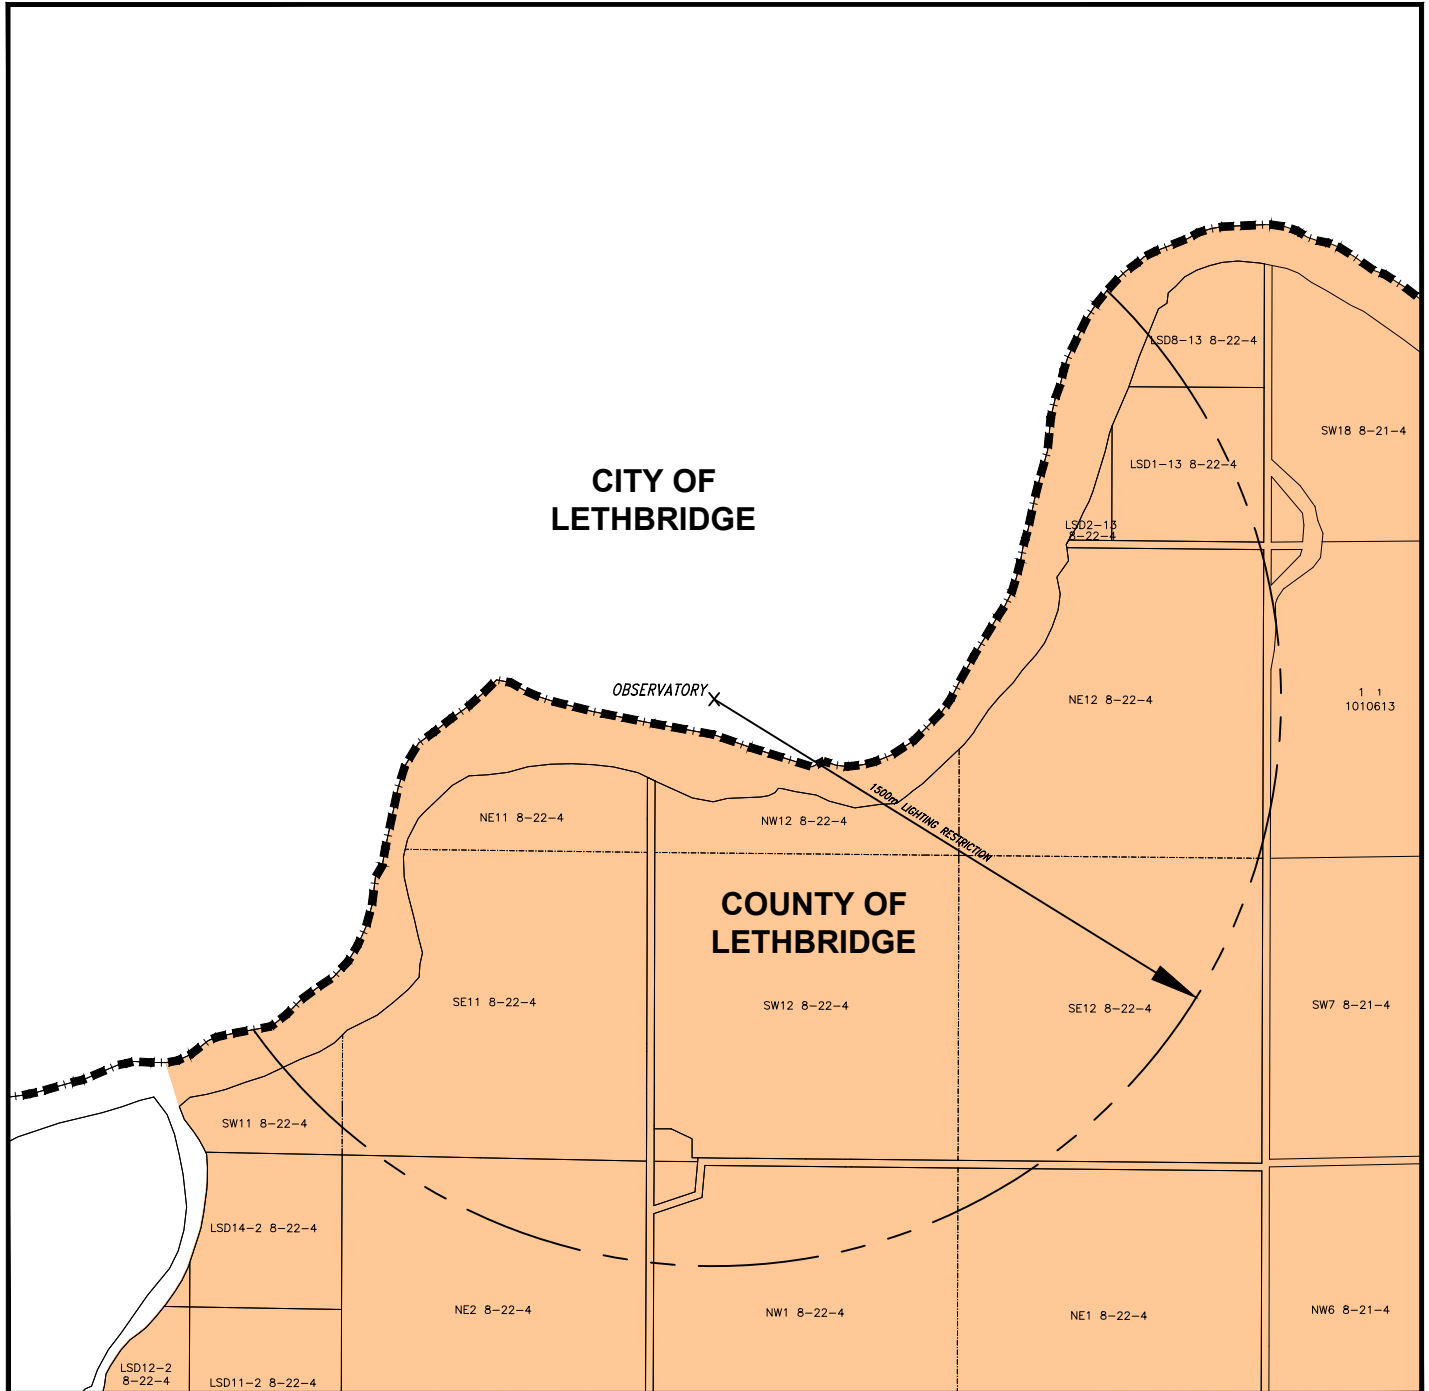 LSD8-13 8-22-4
SW18 8-21-4
LSD1-13 8-22-4
CITY OF
LETHBRIDGE
LSD2-13
8-22-4
OBSERVATORY
NE12 8-22-4
1 1
1010613
1500m LIGHTING RESTRICTION
NE11 8-22-4
NW12 8-22-4
COUNTY OF
LETHBRIDGE
SE11 8-22-4
SW12 8-22-4
SE12 8-22-4
SW7 8-21-4
SW11 8-22-4
LSD14-2 8-22-4
NE2 8-22-4
NW1 8-22-4
NE1 8-22-4
NW6 8-21-4
LSD12-2
8-22-4
LSD11-2 8-22-4